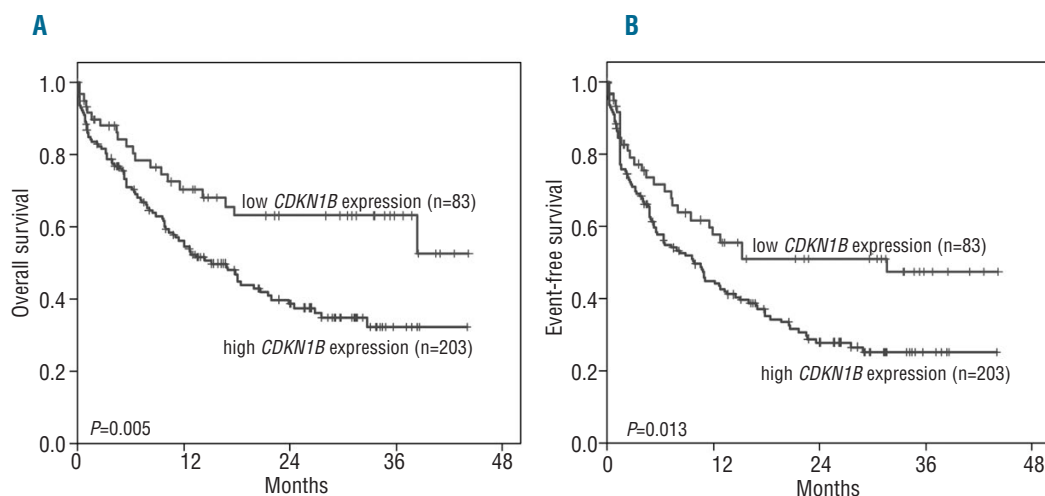 A
Overall survival
1.0
0.8
0.6
0.4
0.2
0.0
low CDKN1B expression (n=83)
high CDKN1B expression (n=203)
P=0.005
0 12 24 36 48
Months
B
Event-free survival
1.0
0.8
0.6
0.4
0.2
0.0
low CDKN1B expression (n=83)
high CDKN1B expression (n=203)
P=0.013
0 12 24 36 48
Months